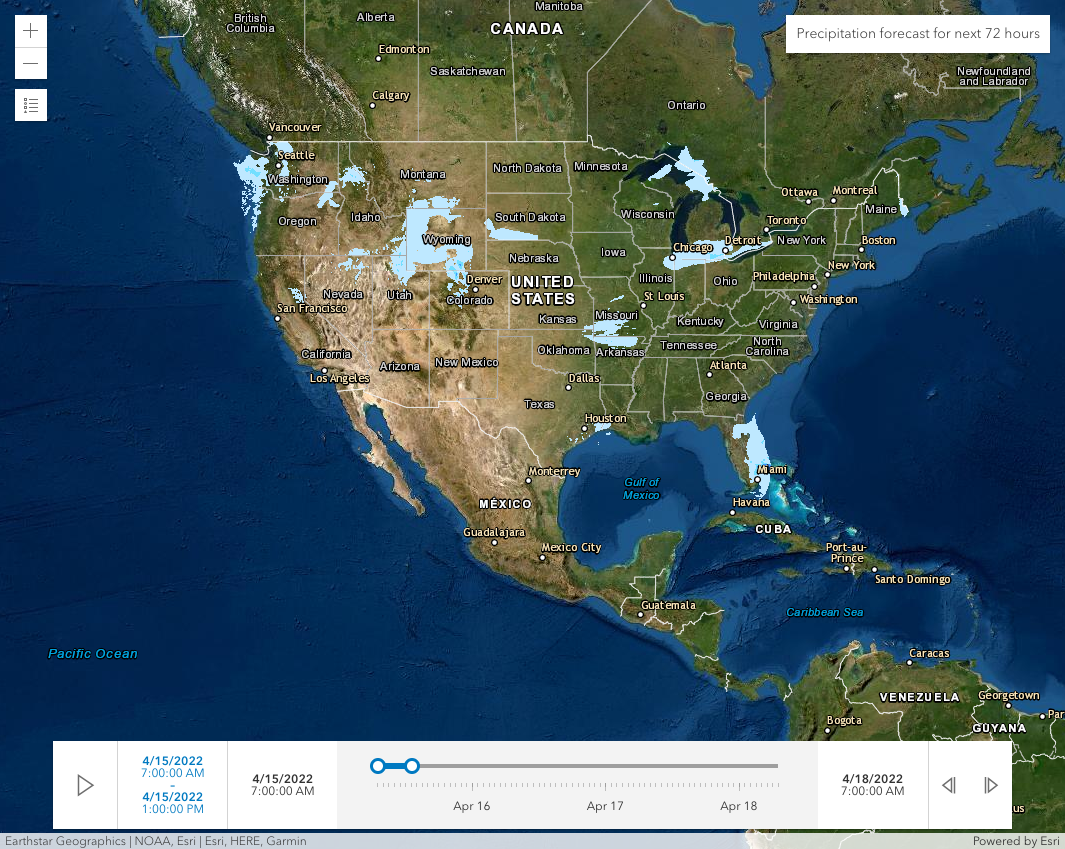 Manitoba
British
Columbia
Alberta
CANADA
Precipitation forecast for next 72 hours
Edmonton
Saskatchewan
Newfoundland
and Labrador
Calgary
Ontario
Vancouver
Seattle
Washington
Montana
North Dakota
Minnesota
Ottawa
Montreal
Maine
Oregon
Idaho
South Dakota
Wisconsin
Toronto
Wyoming
Chicago
Detroit
New York
Boston
Nebraska
Iowa
New York
Denver
UNITED
STATES
Illinois
Ohio
Philadelphia
Nevada
Utah
Colorado
St Louis
Washington
San Francisco
Kansas
Missouri
Kentucky
Virginia
California
Arizona
New Mexico
Oklahoma
Arkansas
Tennessee
North
Carolina
Los Angeles
Dallas
Atlanta
Texas
Georgia
Houston
Monterrey
Miami
Gulf of
Mexico
MÉXICO
Havana
CUBA
Guadalajara
Mexico City
Port-au-
Prince
Santo Domingo
Guatemala
Caribbean Sea
Pacific Ocean
Caracas
VENEZUELA
Georgetown
Par
Bogota
GUYANA
4/15/2022
7:00:00 AM
-
4/15/2022
1:00:00 PM
4/15/2022
7:00:00 AM
Apr 16
Apr 17
Apr 18
4/18/2022
7:00:00 AM
us
Earthstar Geographics | NOAA, Esri | Esri, HERE, Garmin
Powered by Esri